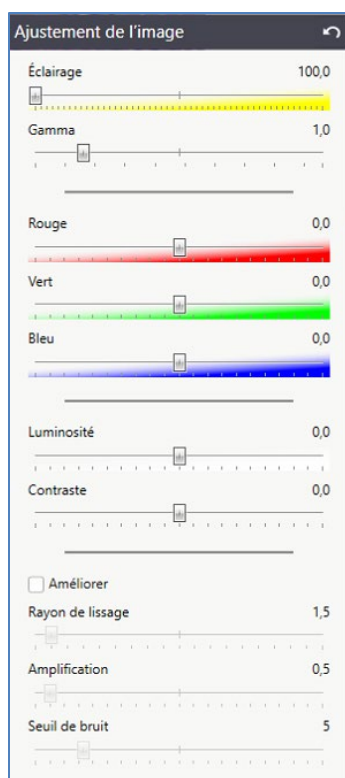 Ajustement de l'image
Éclairage 100,0
Gamma 1,0
Rouge 0,0
Vert 0,0
Bleu 0,0
Luminosité 0,0
Contraste 0,0
Améliorer
Rayon de lissage 1,5
Amplification 0,5
Seuil de bruit 5